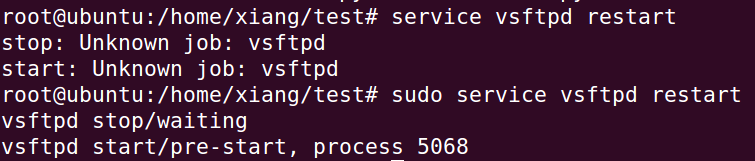 root@ubuntu:/home/xiang/test# service vsftpd restart
stop: Unknown job: vsftpd
start: Unknown job: vsftpd
root@ubuntu:/home/xiang/test# sudo service vsftpd restart
vsftpd stop/waiting
vsftpd start/pre-start, process 5068